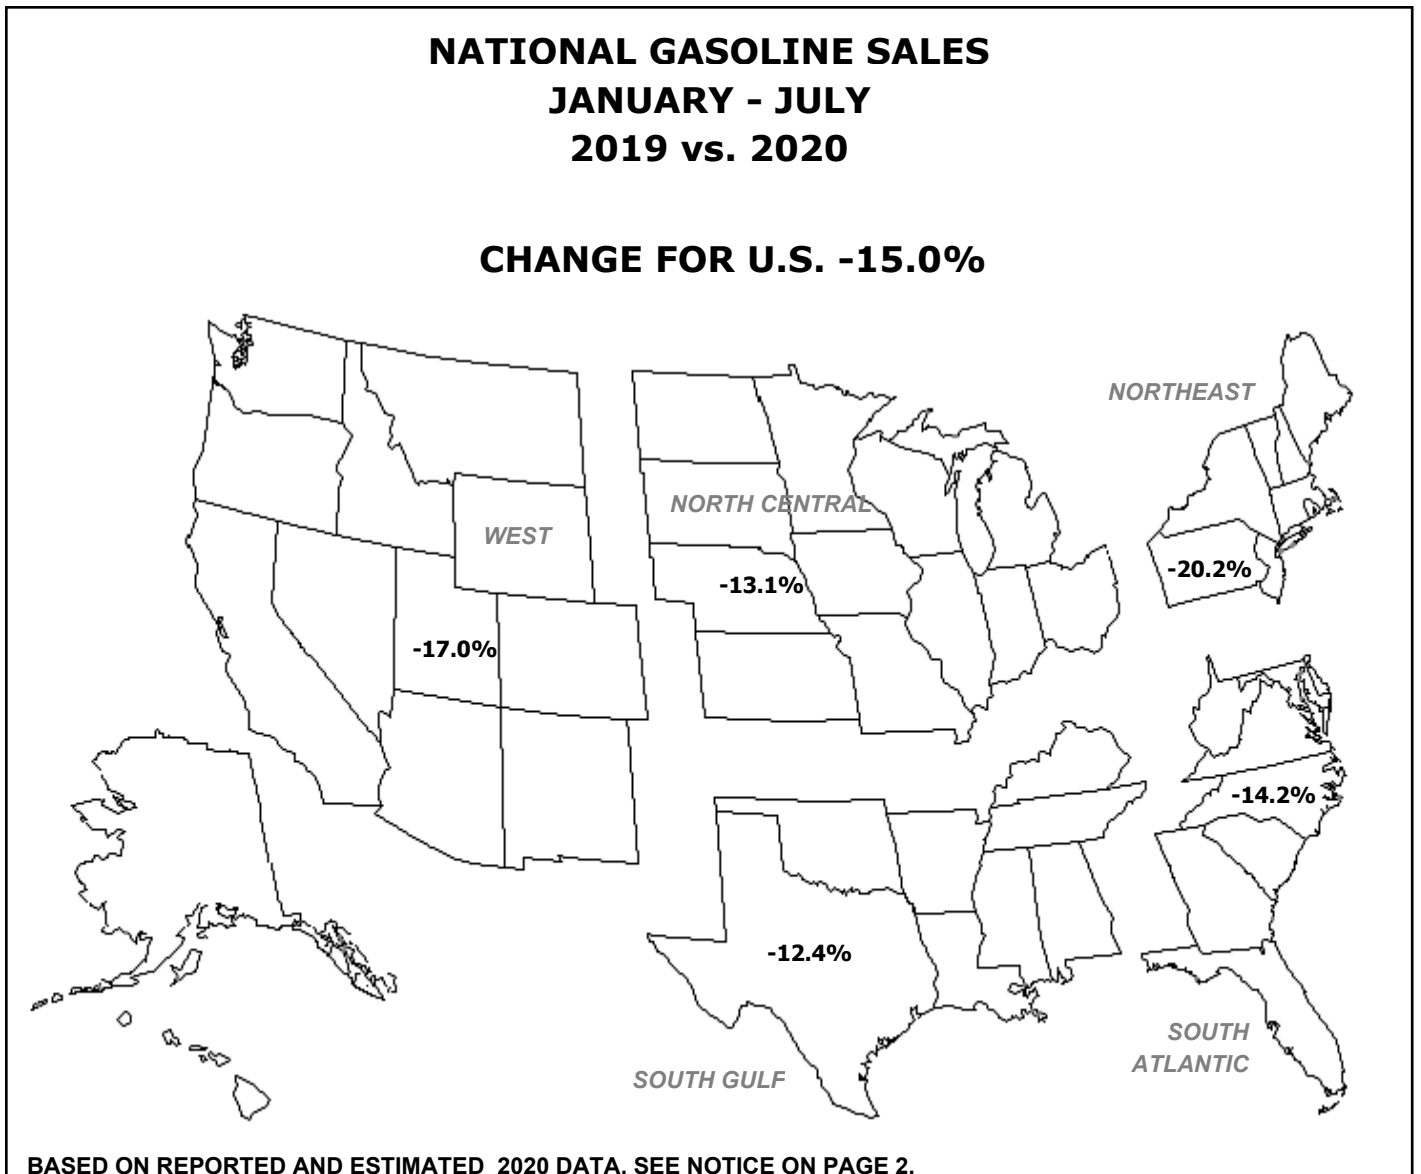 NATIONAL GASOLINE SALES
JANUARY - JULY
2019 vs. 2020
CHANGE FOR U.S. -15.0%
NORTHEAST
NORTH CENTRAL
WEST
-20.2%
-13.1%
-17.0%
-14.2%
-12.4%
SOUTH
ATLANTIC
SOUTH GULF
BASED ON REPORTED AND ESTIMATED  2020 DATA. SEE NOTICE ON PAGE 2.